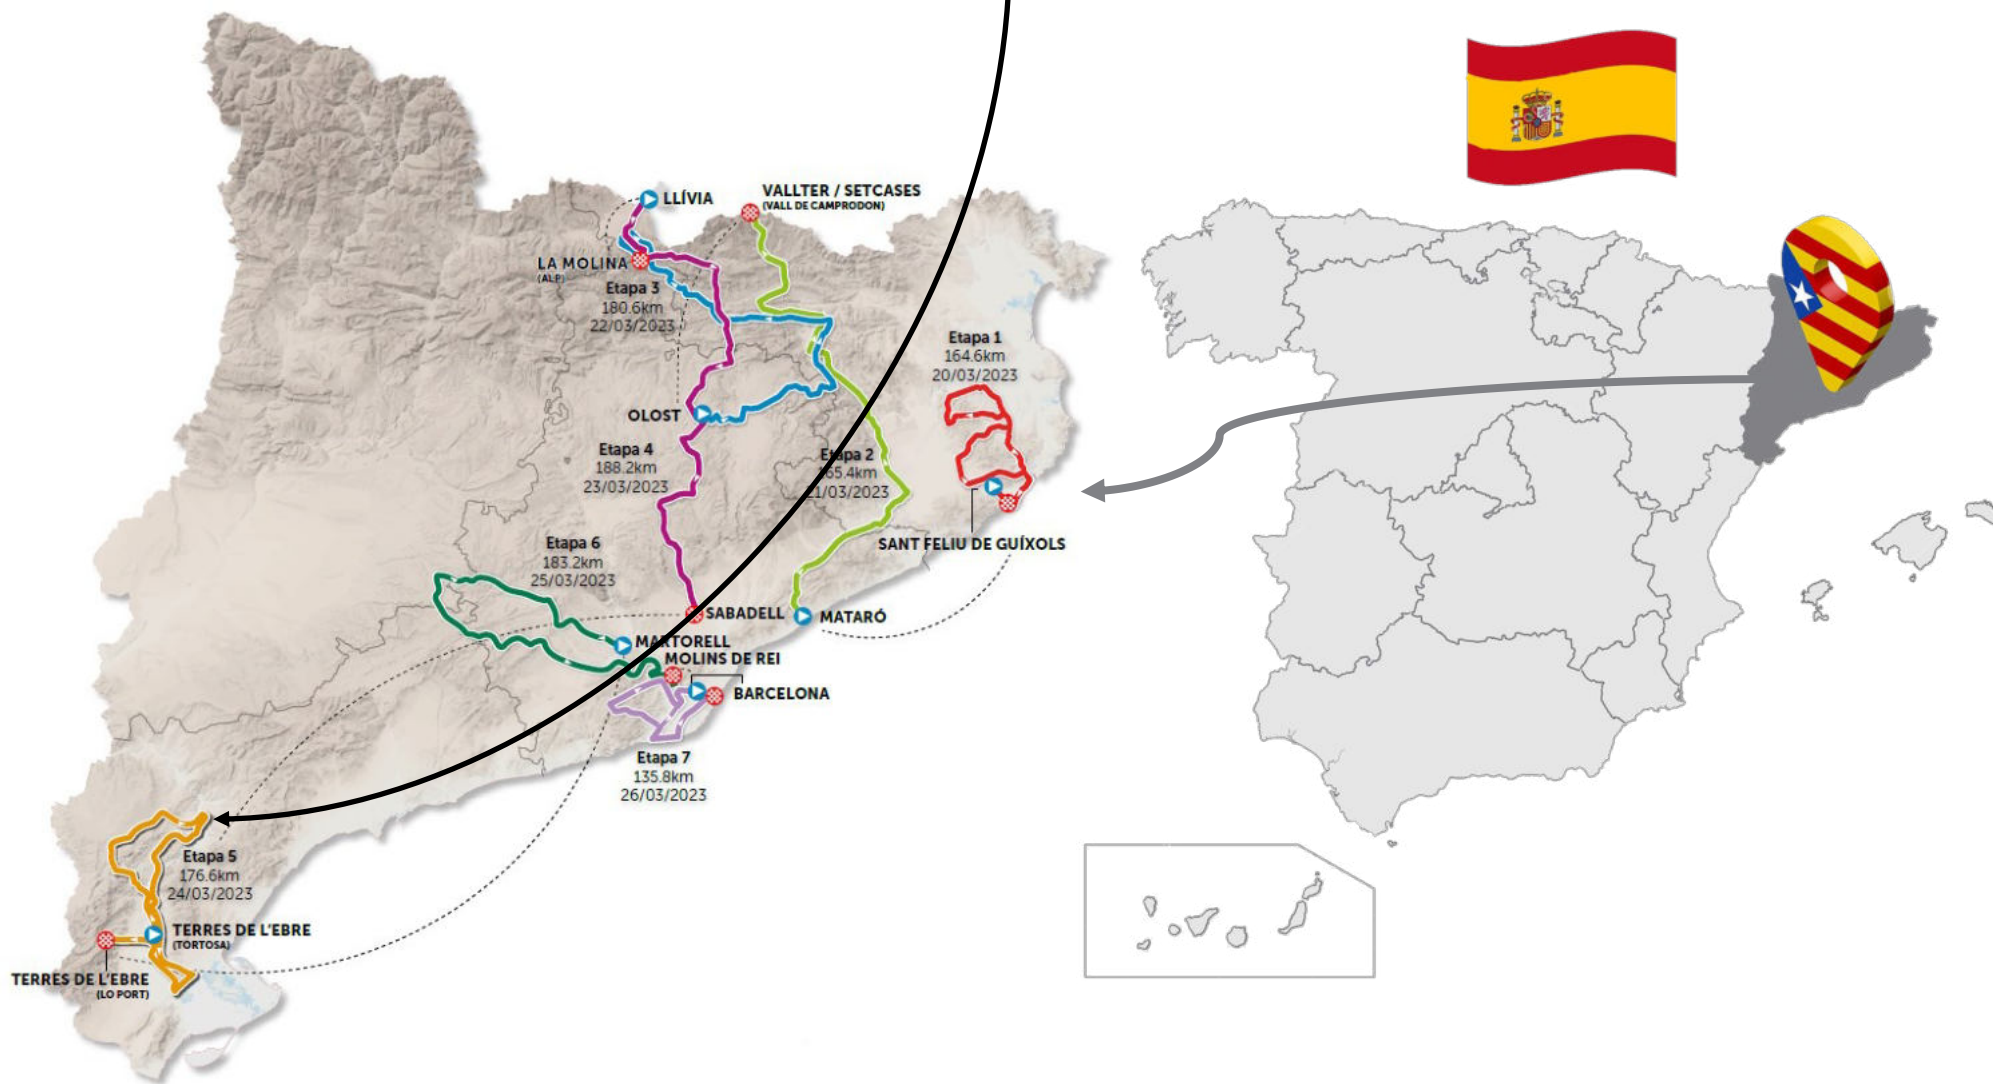 LLÍVIA
VALLTER / SETCASES
(VALL DE CAMPRODON)
LA MOLINA
(ALP)
Etapa 3
180.6km
22/03/2023
Etapa 1
164.6km
20/03/2023
OLOST
Etapa 4
188.2km
23/03/2023
Etapa 2
165.4km
21/03/2023
SANT FELIU DE GUÍXOLS
Etapa 6
183.2km
25/03/2023
SABADELL
MATARÓ
MARTORELL
MOLINS DE REI
BARCELONA
Etapa 7
135.8km
26/03/2023
Etapa 5
176.6km
24/03/2023
TERRES DE L'EBRE
(TORTOSA)
TERRES DE L'EBRE
(LO PORT)